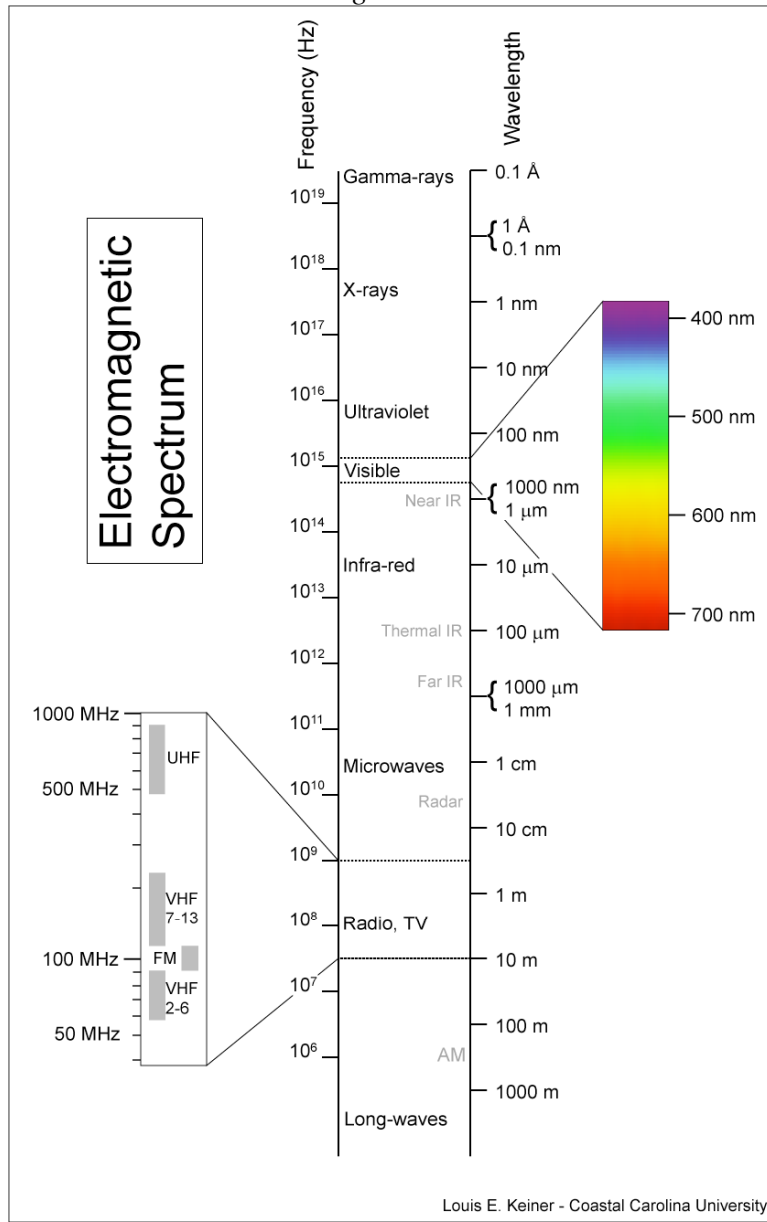 Frequency (Hz)
Wavelength
Electromagnetic
Spectrum
Gamma-rays
0.1 Å
10¹⁹
1 Å
0.1 nm
10¹⁸
X-rays
1 nm
400 nm
10¹⁷
10 nm
10¹⁶
Ultraviolet
500 nm
100 nm
10¹⁵
Visible
1000 nm
Near IR
1 μm
600 nm
10¹⁴
Infra-red
10 μm
10¹³
700 nm
Thermal IR
100 μm
10¹²
Far IR
1000 μm
1 mm
1000 MHz
10¹¹
UHF
Microwaves
1 cm
500 MHz
10¹⁰
Radar
10 cm
10⁹
VHF
7-13
1 m
10⁸
Radio, TV
100 MHz
FM
10 m
VHF
2-6
10⁷
50 MHz
100 m
10⁶
AM
1000 m
Long-waves
Louis E. Keiner - Coastal Carolina University